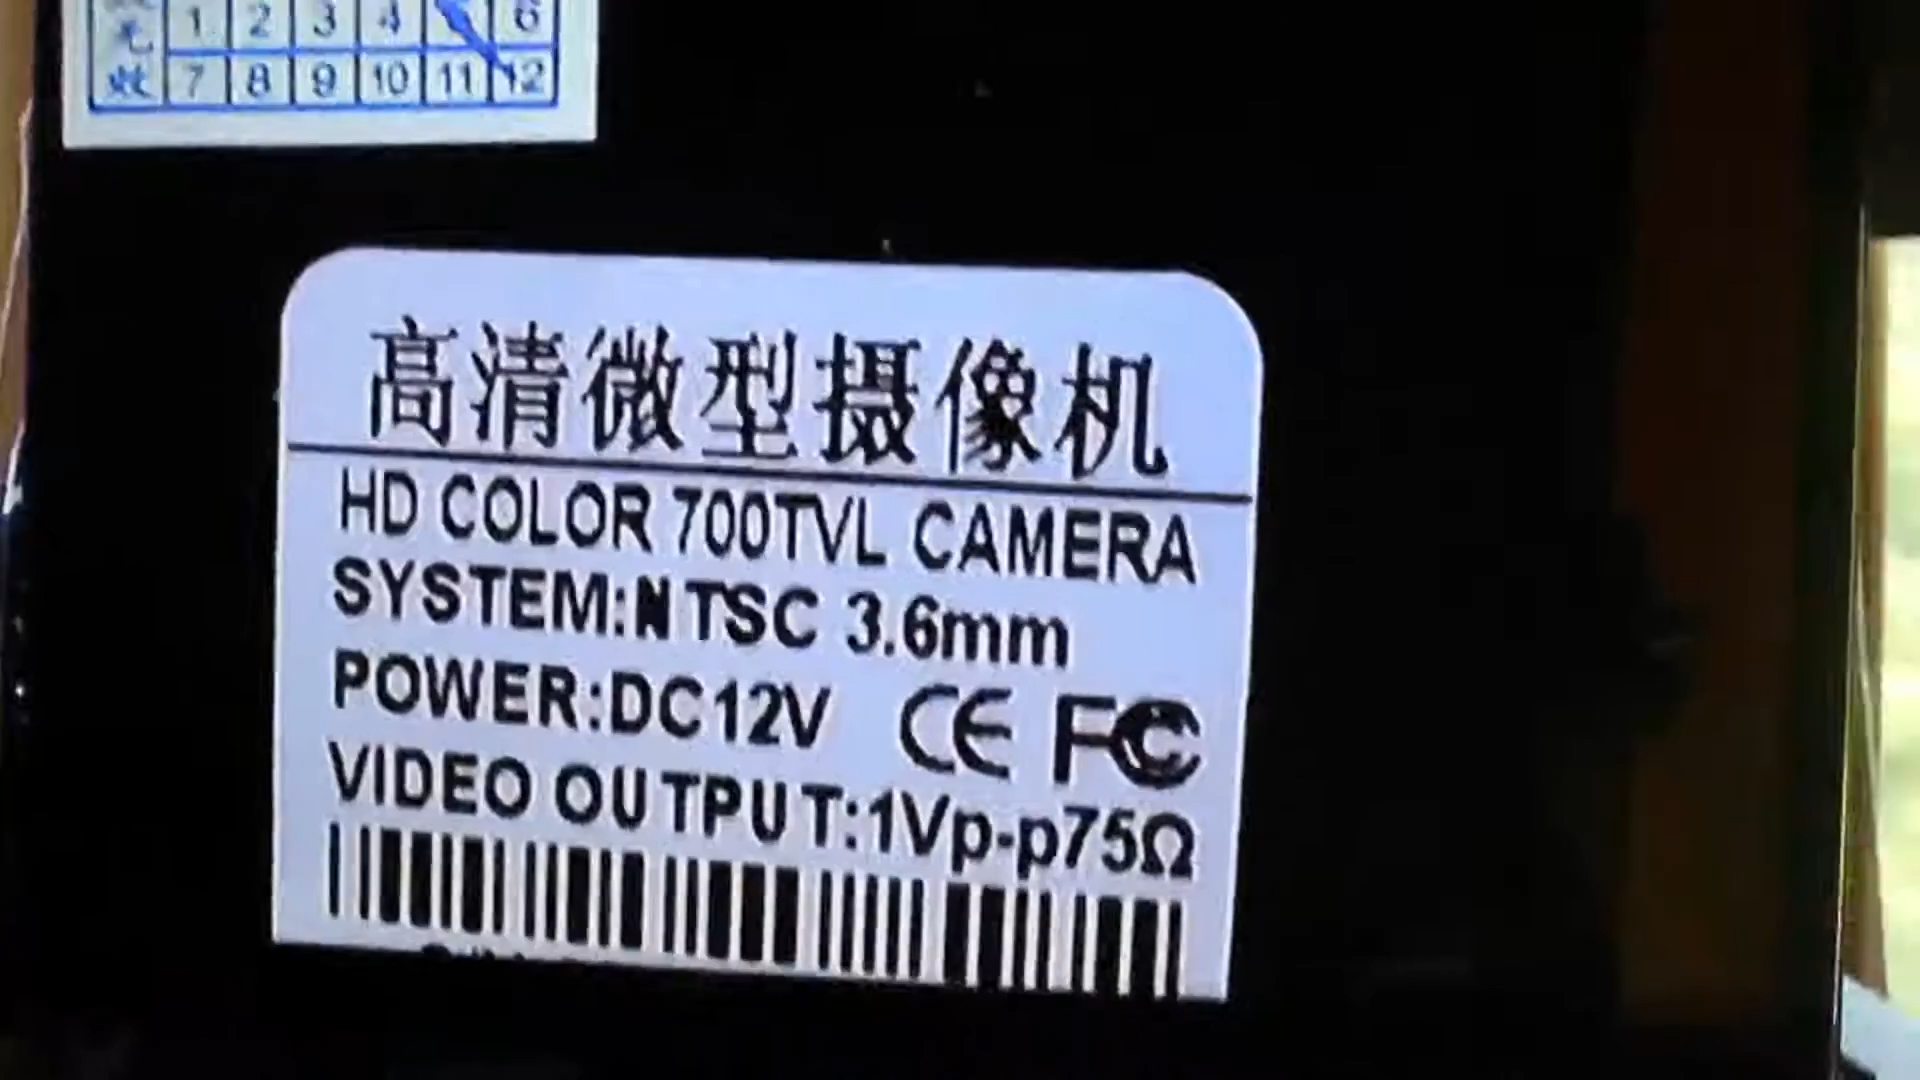 1 2 3 4 6
7 8 9 10 11 12
高清微型摄像机
HD COLOR 700TVL CAMERA
SYSTEM:NTSC 3.6mm
POWER:DC12V CE FC
VIDEO OUTPUT:1Vp-p75Ω